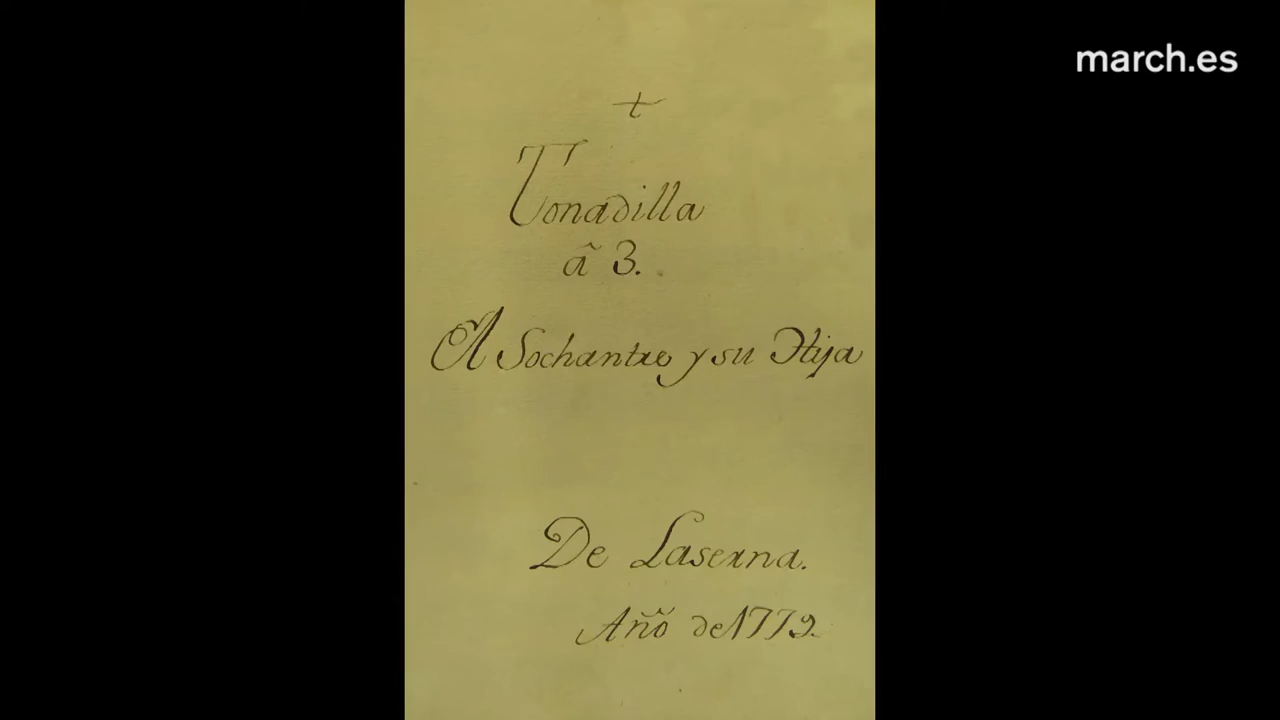 march.es
+
Tonadilla
â 3.
El Sochantre y su Hija
De Laserna.
Año de 1779.